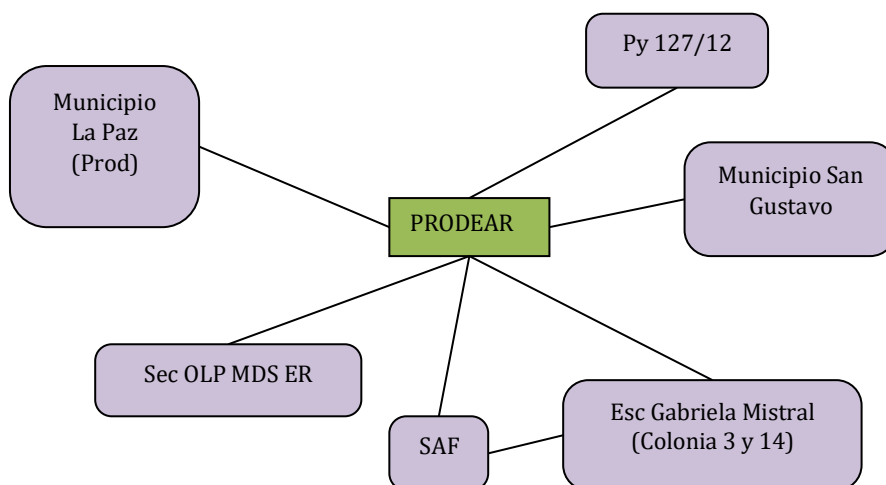 Py 127/12
Municipio
La Paz
(Prod)
Municipio San
Gustavo
PRODEAR
Sec OLP MDS ER
SAF
Esc Gabriela Mistral
(Colonia 3 y 14)